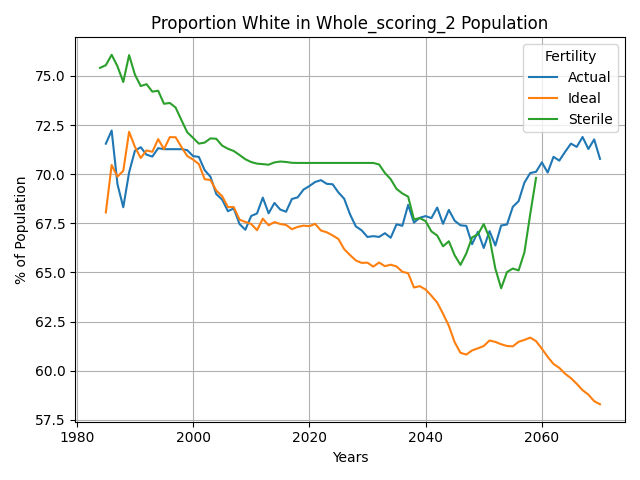 Proportion White in Whole_scoring_2 Population
Fertility
Actual
Ideal
Sterile
% of Population
75.0
72.5
70.0
67.5
65.0
62.5
60.0
57.5
1980
2000
2020
2040
2060
Years